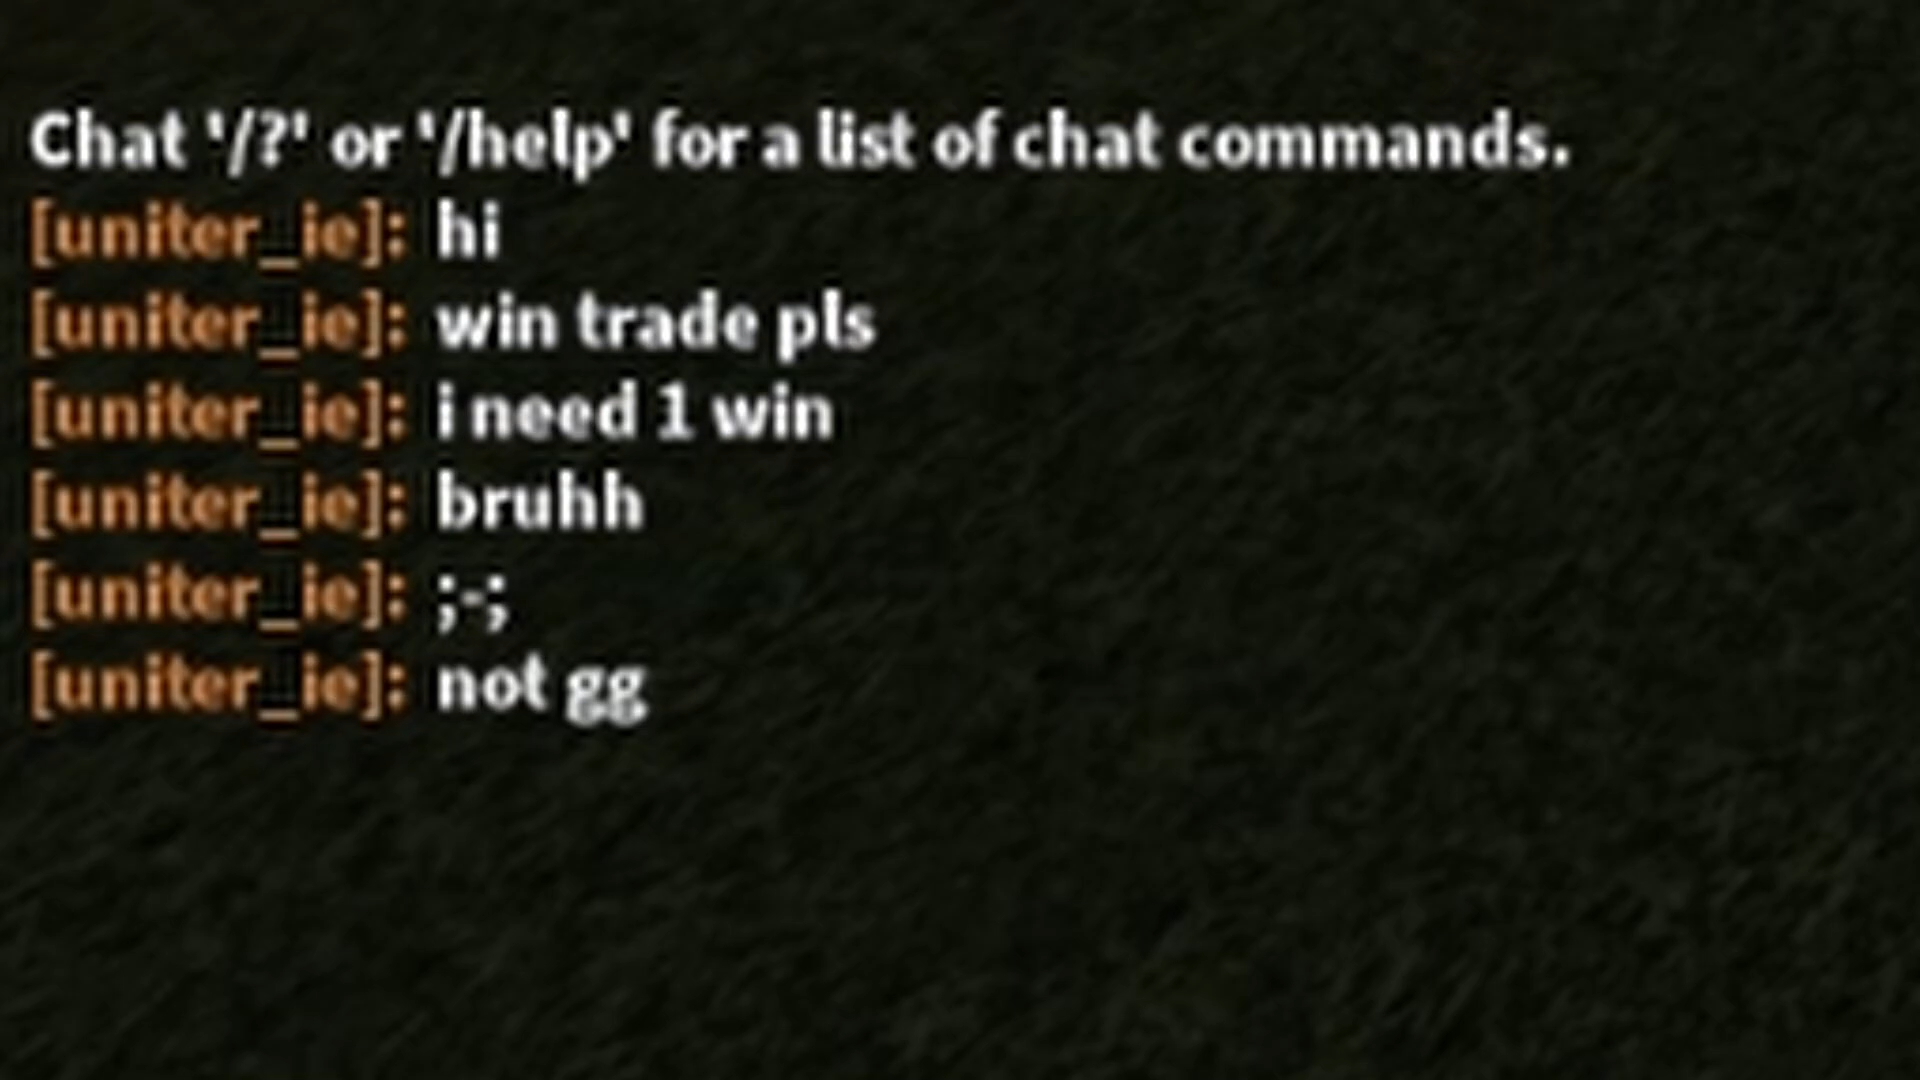 Chat '/?' or '/help' for a list of chat commands.
[uniter_ie]: hi
[uniter_ie]: win trade pls
[uniter_ie]: i need 1 win
[uniter_ie]: bruhh
[uniter_ie]: ;-;
[uniter_ie]: not gg